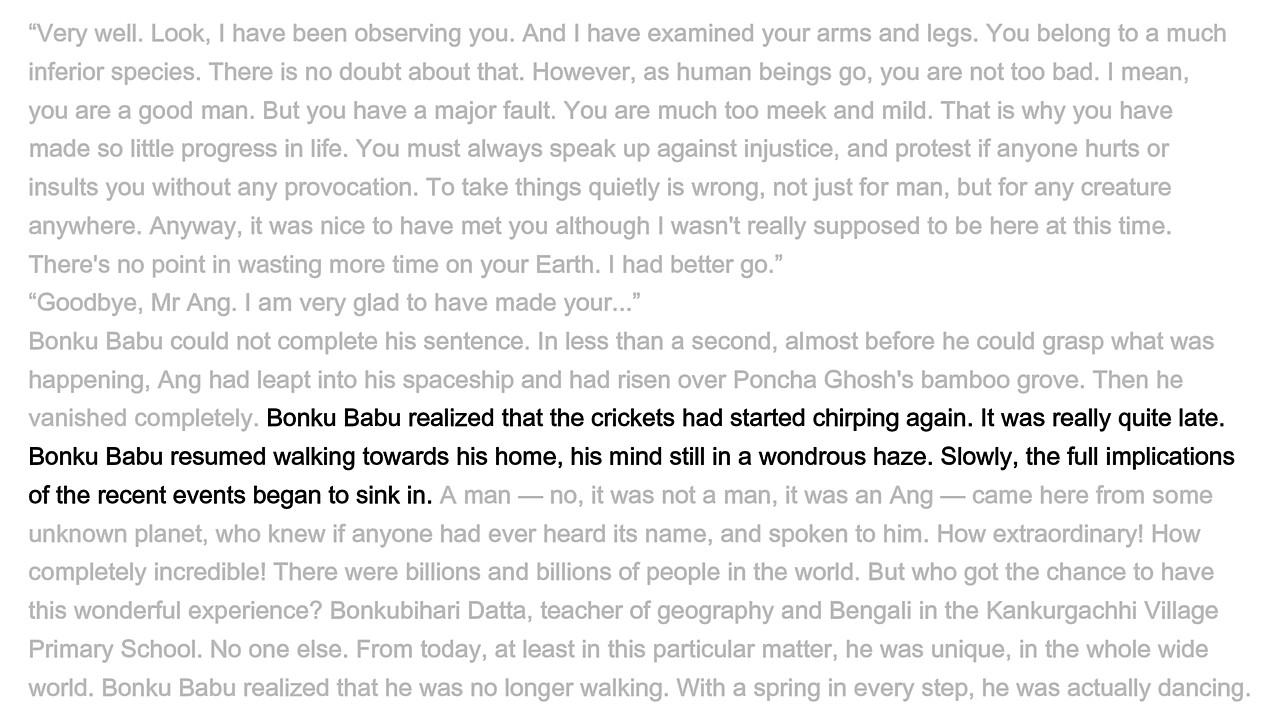 “Very well. Look, I have been observing you. And I have examined your arms and legs. You belong to a much
inferior species. There is no doubt about that. However, as human beings go, you are not too bad. I mean,
you are a good man. But you have a major fault. You are much too meek and mild. That is why you have
made so little progress in life. You must always speak up against injustice, and protest if anyone hurts or
insults you without any provocation. To take things quietly is wrong, not just for man, but for any creature
anywhere. Anyway, it was nice to have met you although I wasn't really supposed to be here at this time.
There's no point in wasting more time on your Earth. I had better go.”
“Goodbye, Mr Ang. I am very glad to have made your...”
Bonku Babu could not complete his sentence. In less than a second, almost before he could grasp what was
happening, Ang had leapt into his spaceship and had risen over Poncha Ghosh's bamboo grove. Then he
vanished completely. Bonku Babu realized that the crickets had started chirping again. It was really quite late.
Bonku Babu resumed walking towards his home, his mind still in a wondrous haze. Slowly, the full implications
of the recent events began to sink in. A man — no, it was not a man, it was an Ang — came here from some
unknown planet, who knew if anyone had ever heard its name, and spoken to him. How extraordinary! How
completely incredible! There were billions and billions of people in the world. But who got the chance to have
this wonderful experience? Bonkubihari Datta, teacher of geography and Bengali in the Kankurgachhi Village
Primary School. No one else. From today, at least in this particular matter, he was unique, in the whole wide
world. Bonku Babu realized that he was no longer walking. With a spring in every step, he was actually dancing.